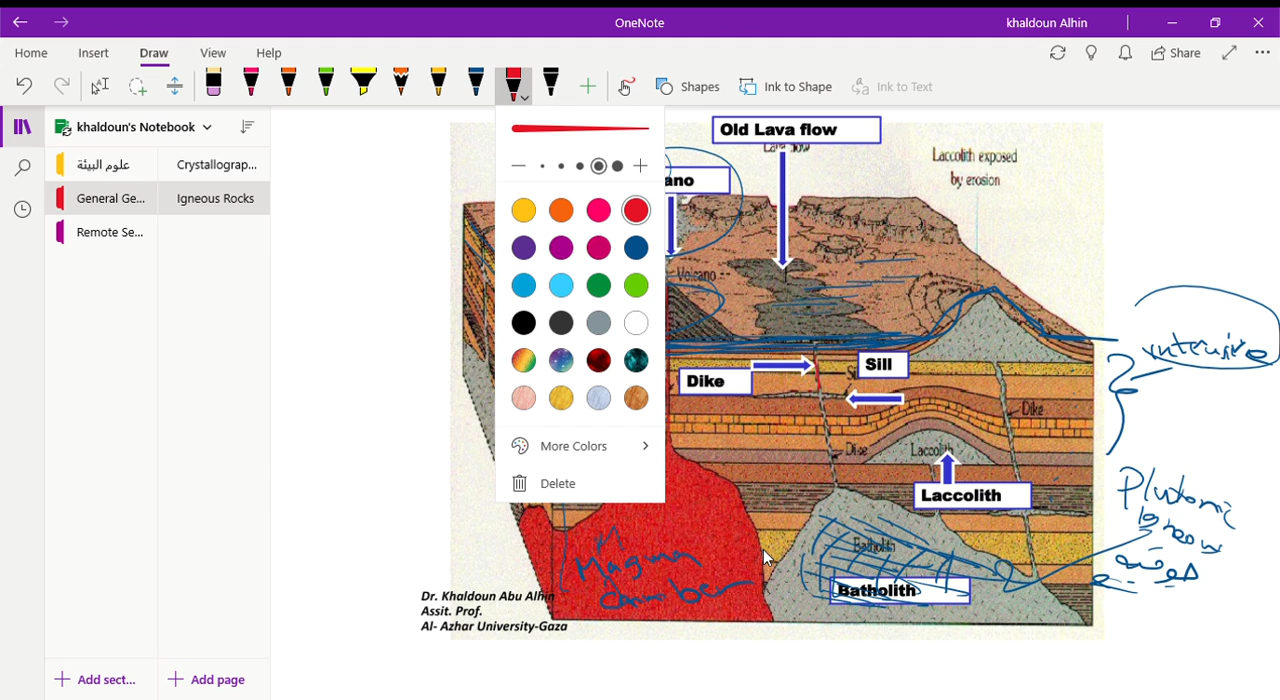 OneNote
khaldoun Alhin
Home
Insert
Draw
View
Help
Share
Shapes
Ink to Shape
Ink to Text
khaldoun's Notebook
علوم البيئة
Crystallograp...
General Ge...
Igneous Rocks
Remote Se...
More Colors
Delete
Old Lava flow
Lava flow
Laccolith exposed
by erosion
ano
Volcano
Dike
Sill
Dike
Dike
Laccolith
Laccolith
Batholith
Batholith
intensive
Plutonic
Igneous
Magma
chamber
Dr. Khaldoun Abu Alhin
Assit. Prof.
Al- Azhar University-Gaza
Add sect...
Add page